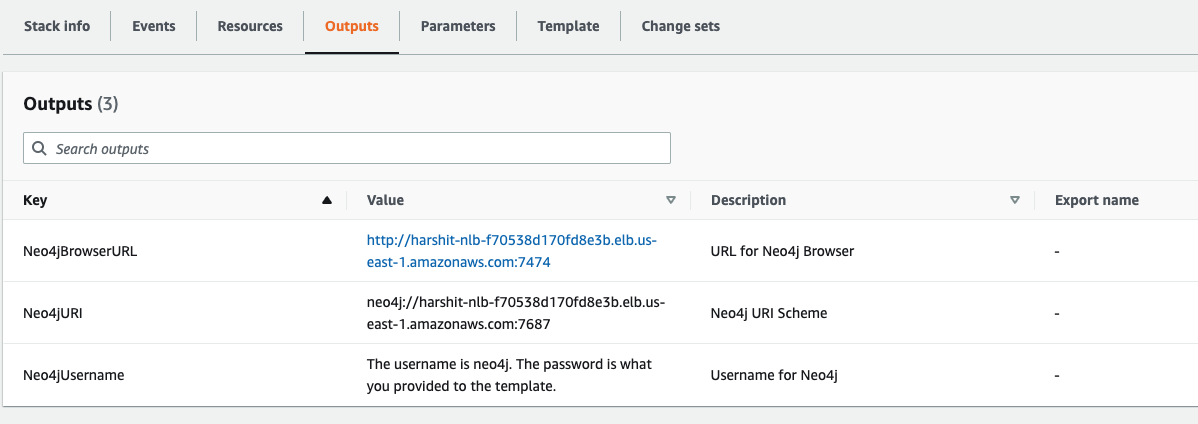 Stack info Events Resources Outputs Parameters Template Change sets
Outputs (3)
Search outputs
Key Value Description Export name
Neo4jBrowserURL http://harshit-nlb-f70538d170fd8e3b.elb.us- URL for Neo4j Browser -
east-1.amazonaws.com:7474
Neo4jURI neo4j://harshit-nlb-f70538d170fd8e3b.elb.us- Neo4j URI Scheme -
east-1.amazonaws.com:7687
Neo4jUsername The username is neo4j. The password is what Username for Neo4j -
you provided to the template.